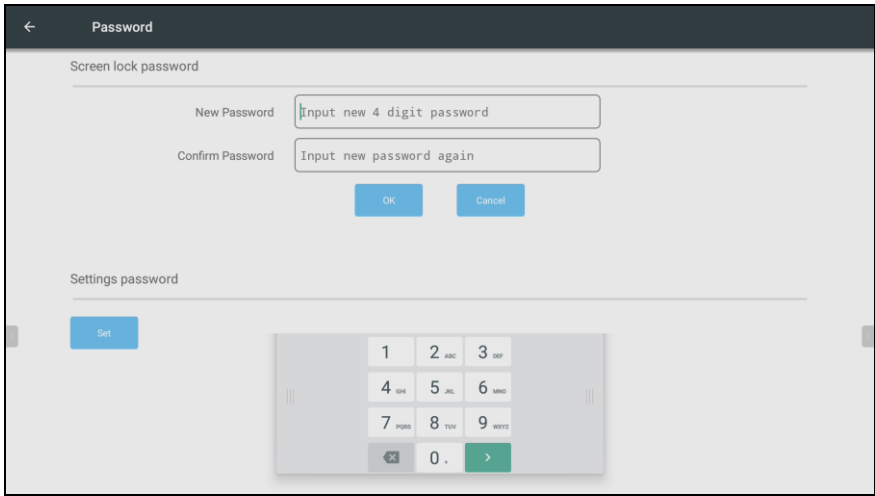 Password
Screen lock password
New Password Input new 4 digit password
Confirm Password Input new password again
OK Cancel
Settings password
Set
1 2 ABC 3 DEF
4 GHI 5 JKL 6 MNO
7 PQRS 8 TUV 9 WXYZ
0 .